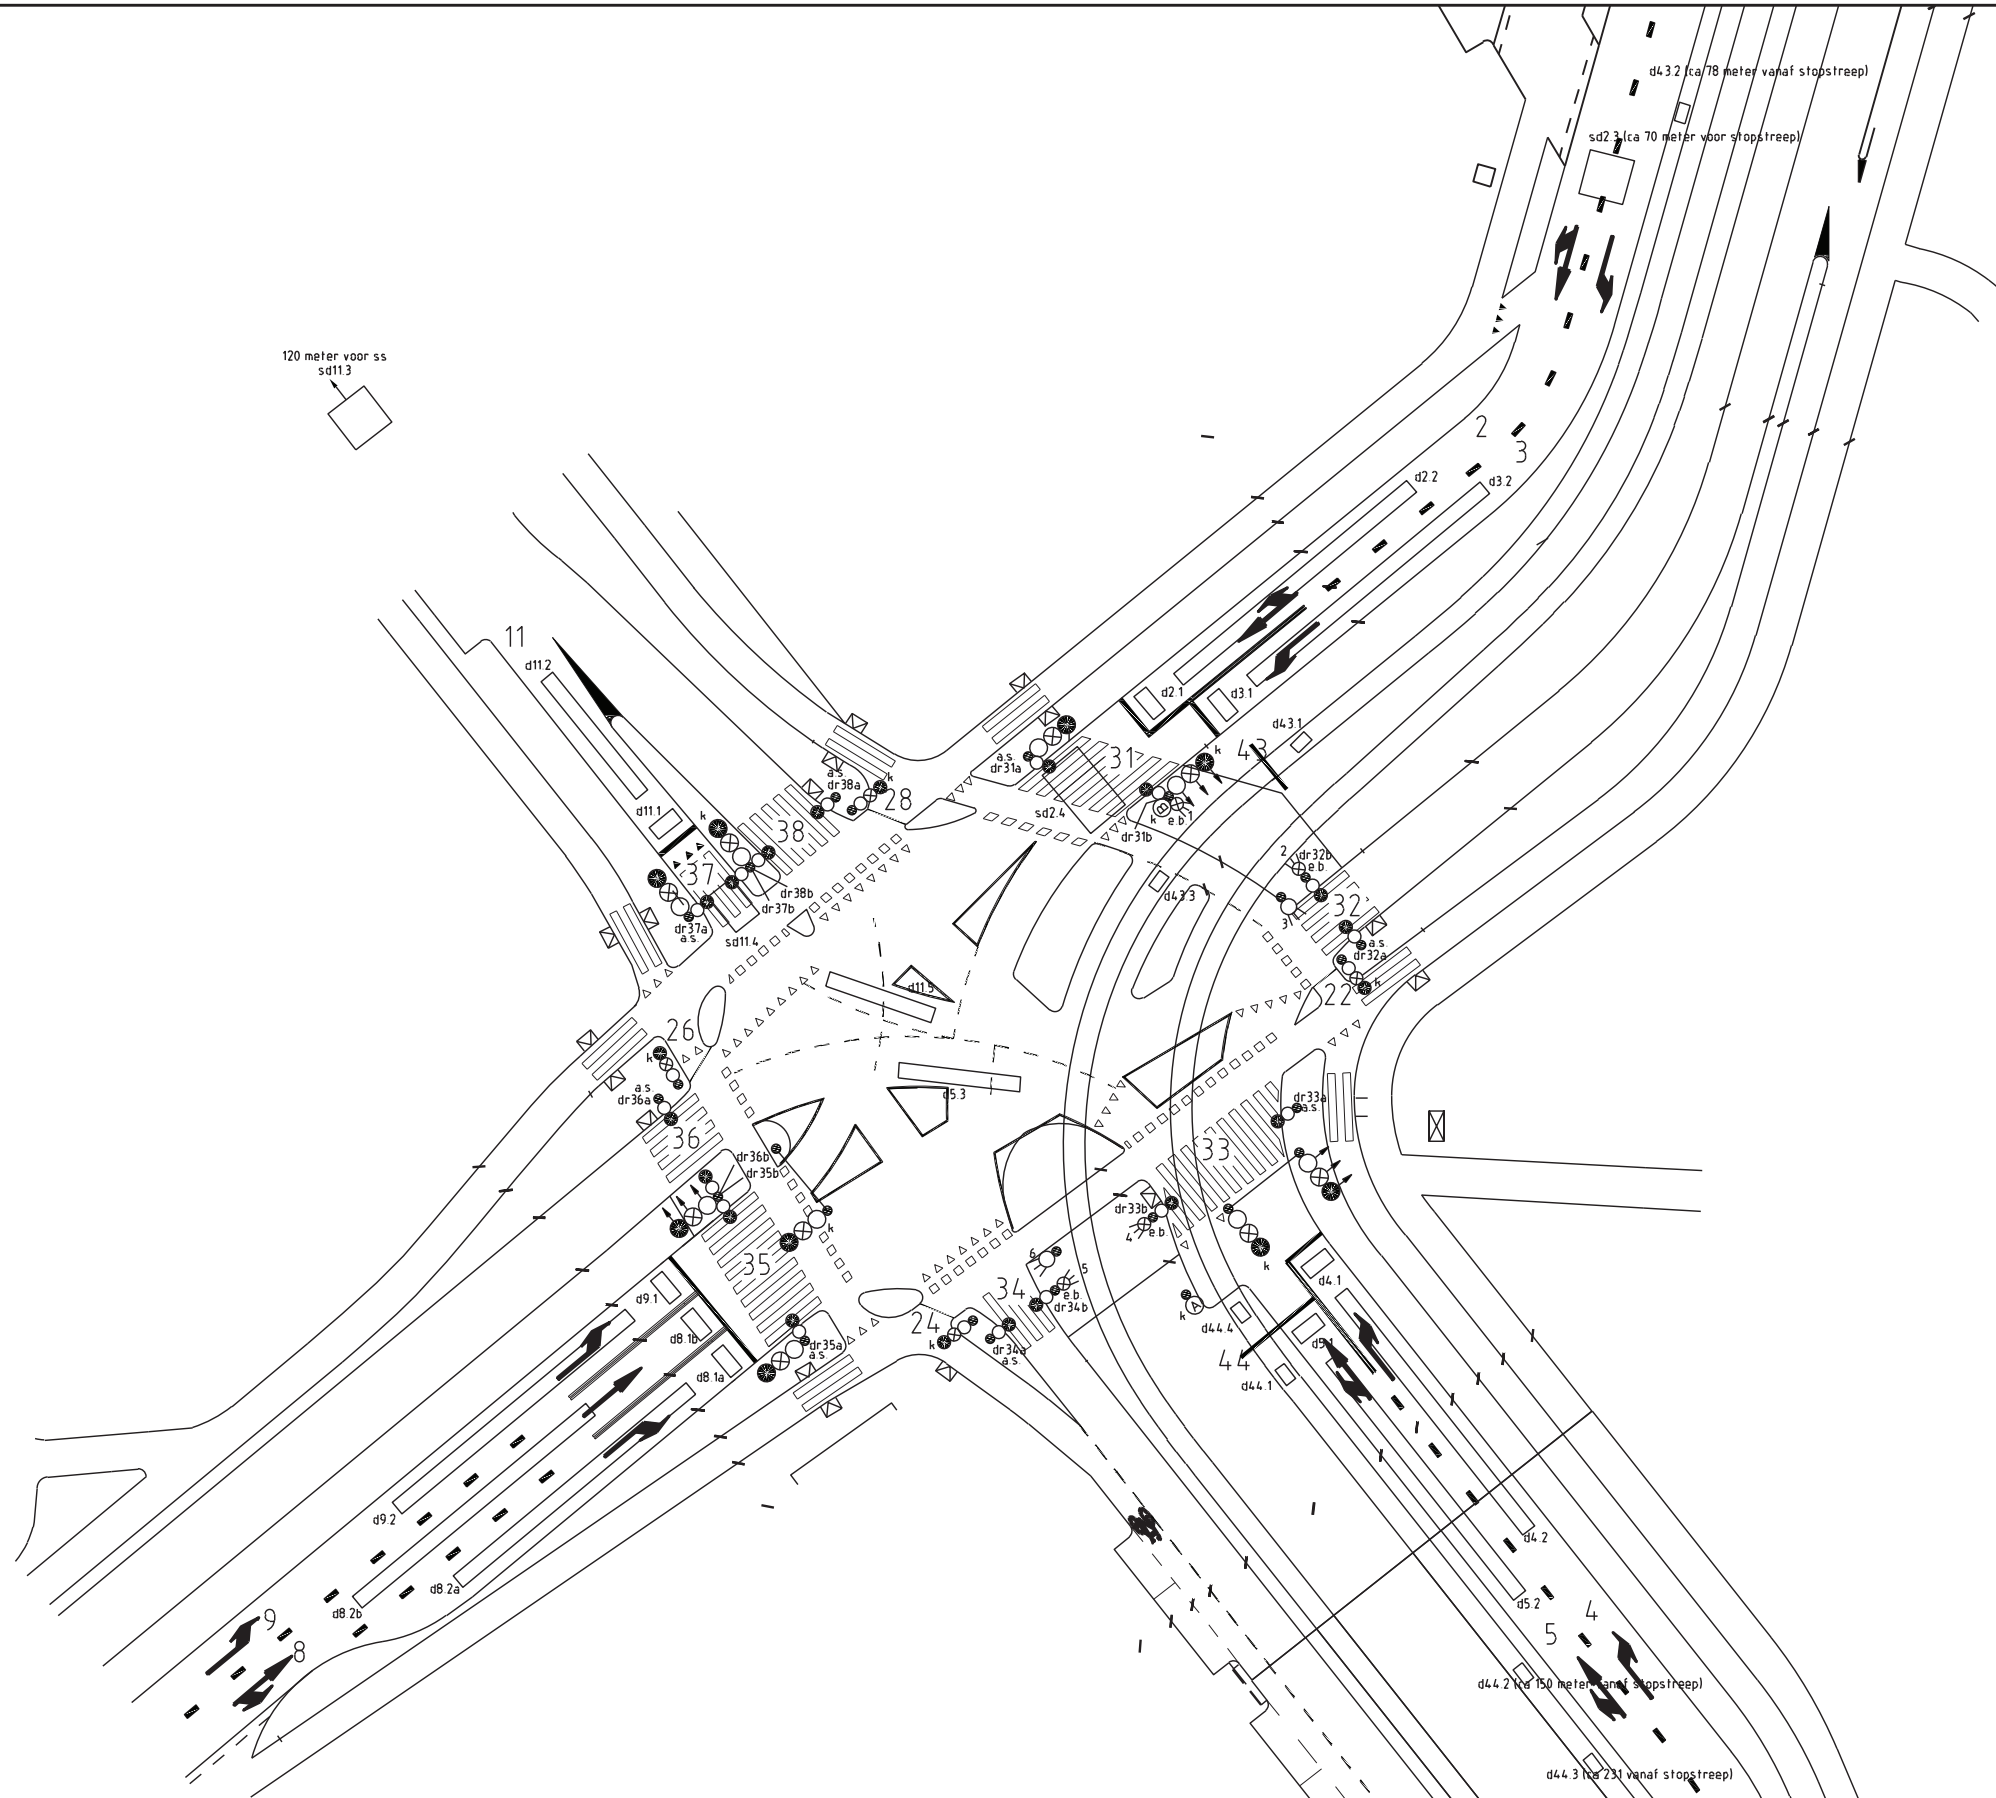 d43.2 (ca 78 meter vanaf stopstreep)
sd2.3 (ca 70 meter voor stopstreep)
120 meter voor ss
sd11.3
2
3
d2.2
d3.2
11
d11.2
d2.1
d3.1
d43.1
43
31
a.s.
dr31a
k
a.s.
dr38a
k
28
d11.1
k
38
sd2.4
k
B
e.b.
1
dr31b
2
dr32b
e.b.
37
dr38b
dr37b
dr37a
a.s.
sd11.4
d43.3
32
3
a.s.
dr32a
k
22
d11.5
26
k
a.s.
dr36a
d5.3
dr33a
a.s.
36
33
dr36b
dr35b
dr33b
e.b.
4
k
6
5
35
34
e.b.
dr34b
k
d4.1
d9.1
k
A
d44.4
24
k
dr34a
a.s.
d8.1b
dr35a
a.s.
d5.1
44
d44.1
d8.1a
d9.2
d4.2
d8.2a
d8.2b
d5.2
9
8
4
5
d44.2 (ca 150 meter vanaf stopstreep)
d44.3 (ca 231 vanaf stopstreep)